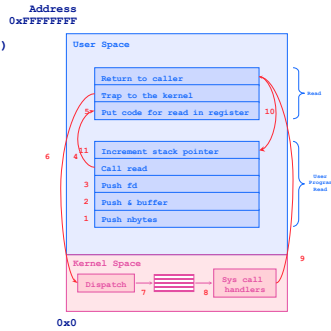 Address
0xFFFFFFFF
)
User Space
Return to caller
Trap to the kernel
5 Put code for read in register 10
Read
11 Increment stack pointer
6 4 Call read
3 Push fd
2 Push & buffer
1 Push nbytes
User
Program
Read
9
Kernel Space
Dispatch 7 8 Sys call
handlers
0x0